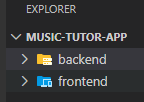 EXPLORER
MUSIC-TUTOR-APP
backend
frontend